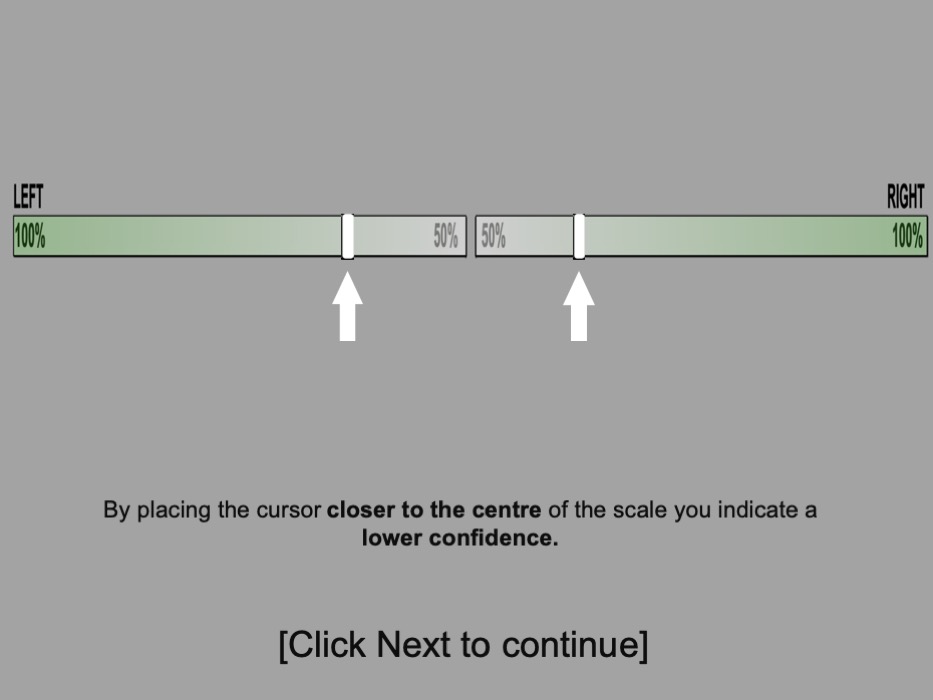 LEFT RIGHT
100% 50% 50% 100%
By placing the cursor closer to the centre of the scale you indicate a
lower confidence.
[Click Next to continue]